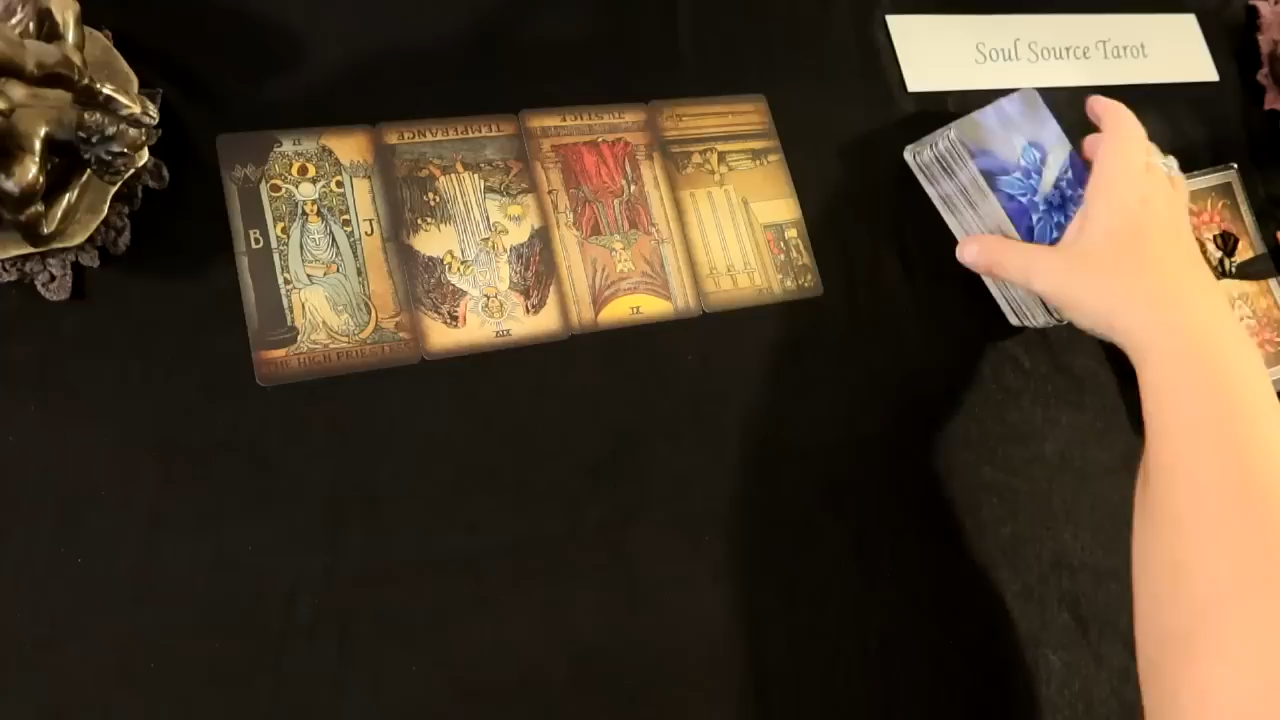 Soul Source Tarot
II
B
J
THE HIGH PRIESTESS
TEMPERANCE
XIV
JUSTICE
XI